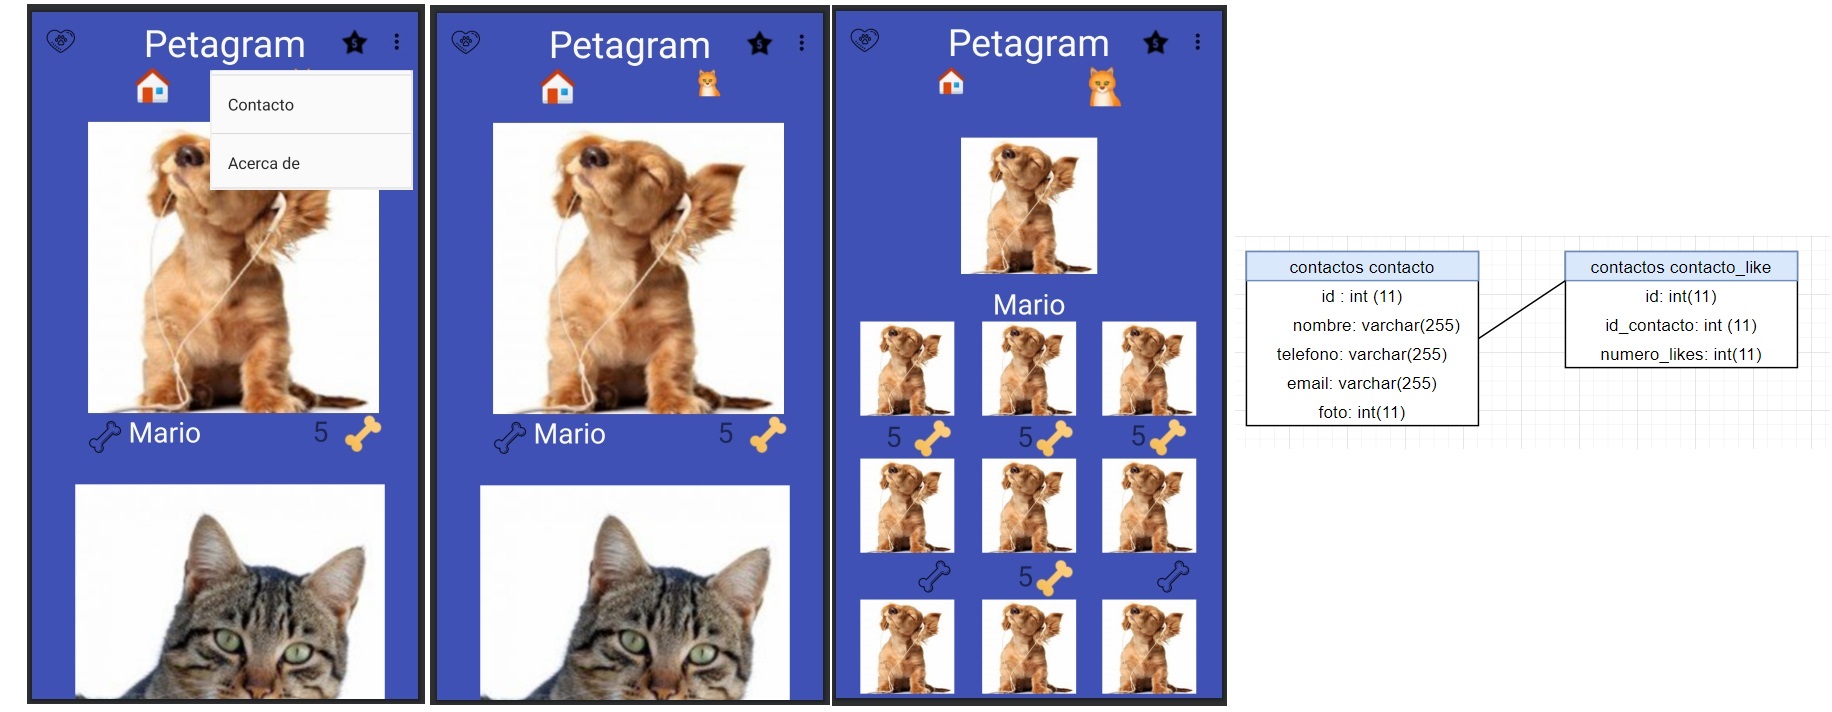 Petagram
Contacto
Acerca de
Mario
5
Petagram
Mario
5
Petagram
Mario
5
5
5
5
contactos contacto
id : int (11)
nombre: varchar(255)
telefono: varchar(255)
email: varchar(255)
foto: int(11)
contactos contacto_like
id: int(11)
id_contacto: int (11)
numero_likes: int(11)